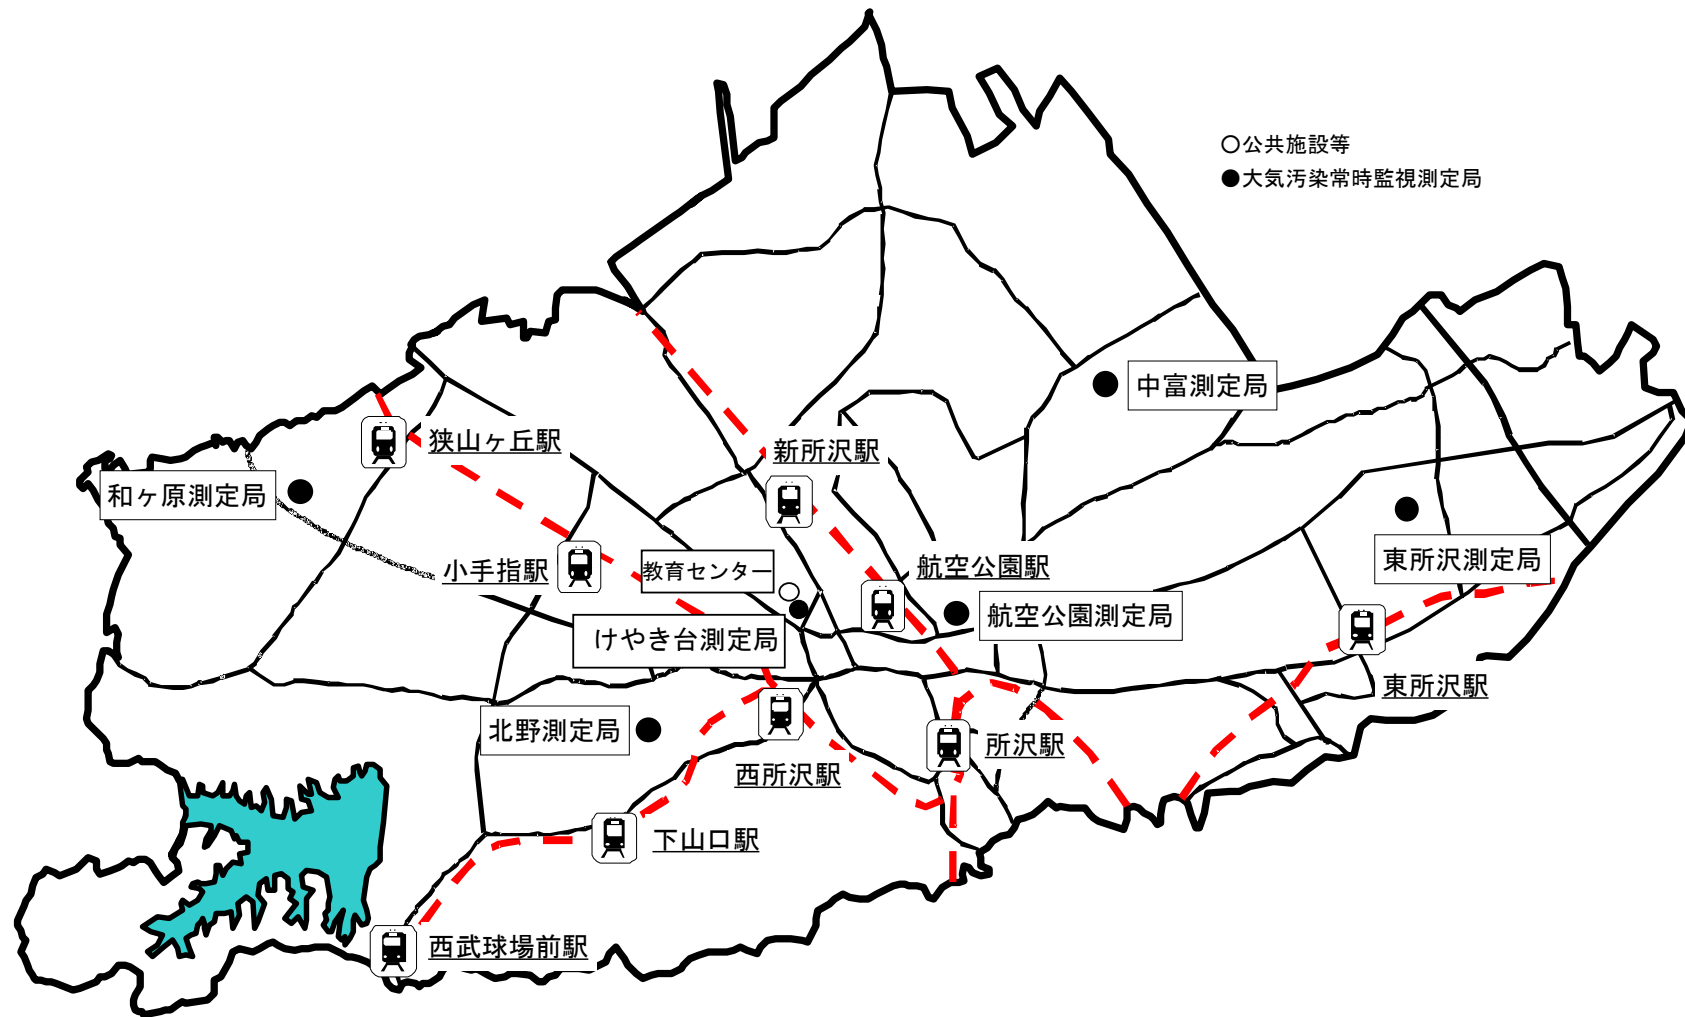 ○公共施設等
●大気汚染常時監視測定局
中富測定局
狭山ヶ丘駅
新所沢駅
和ヶ原測定局
東所沢測定局
小手指駅
教育センター
航空公園駅
航空公園測定局
けやき台測定局
東所沢駅
北野測定局
所沢駅
西所沢駅
下山口駅
西武球場前駅